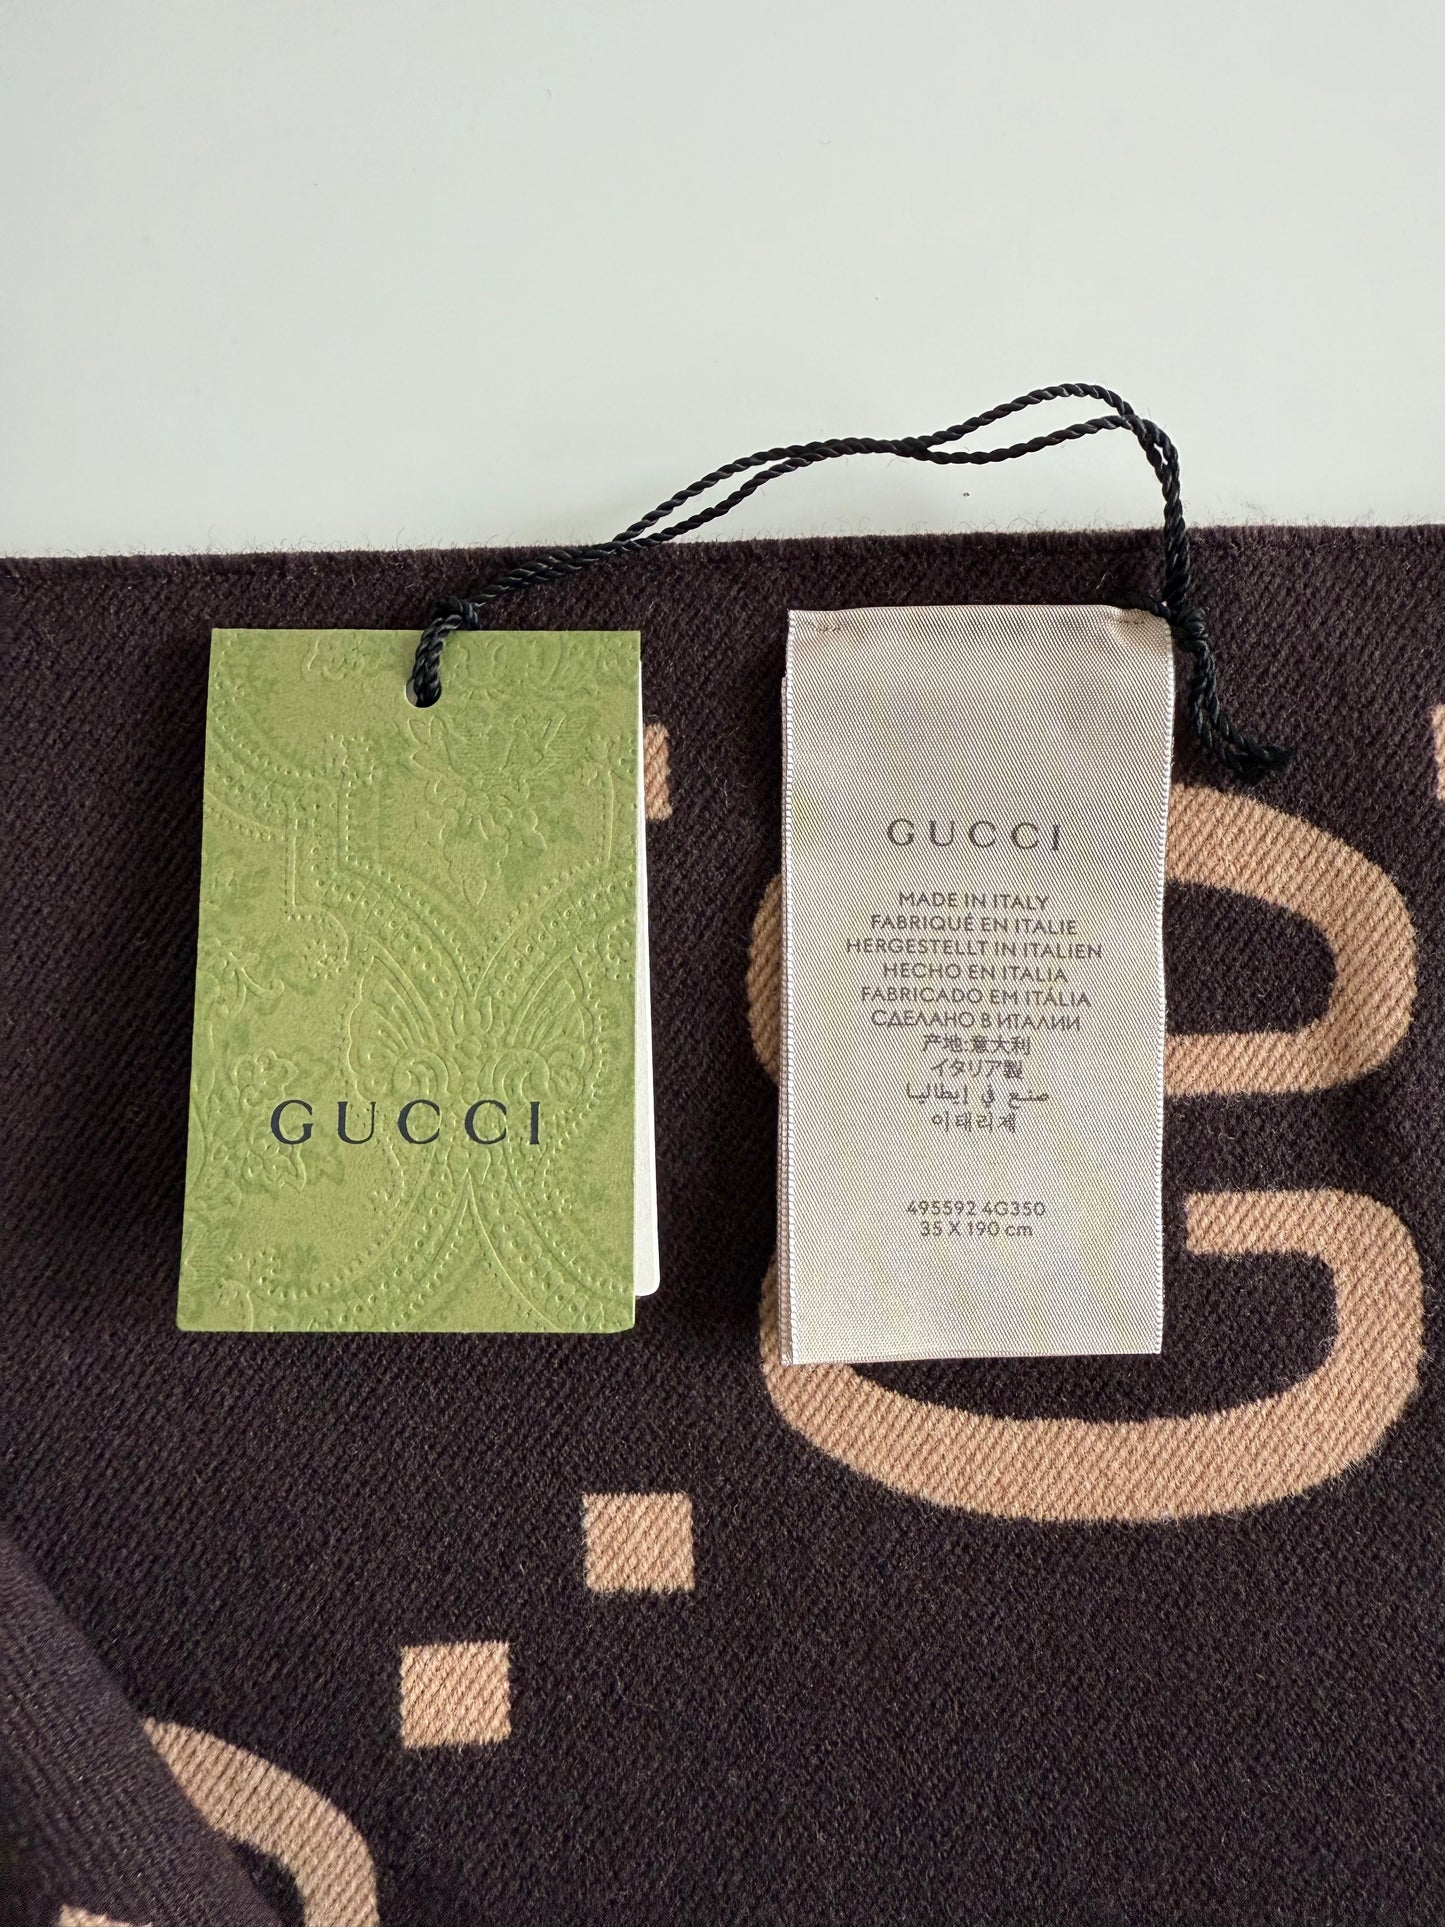 GUCCI
GUCCI
MADE IN ITALY
FABRIQUÉ EN ITALIE
HERGESTELLT IN ITALIEN
HECHO EN ITALIA
FABRICADO EM ITÁLIA
СДЕЛАНО В ИТАЛИИ
产地:意大利
イタリア製
صنع في إيطاليا
이태리제
495592 4G350
35 X 190 cm